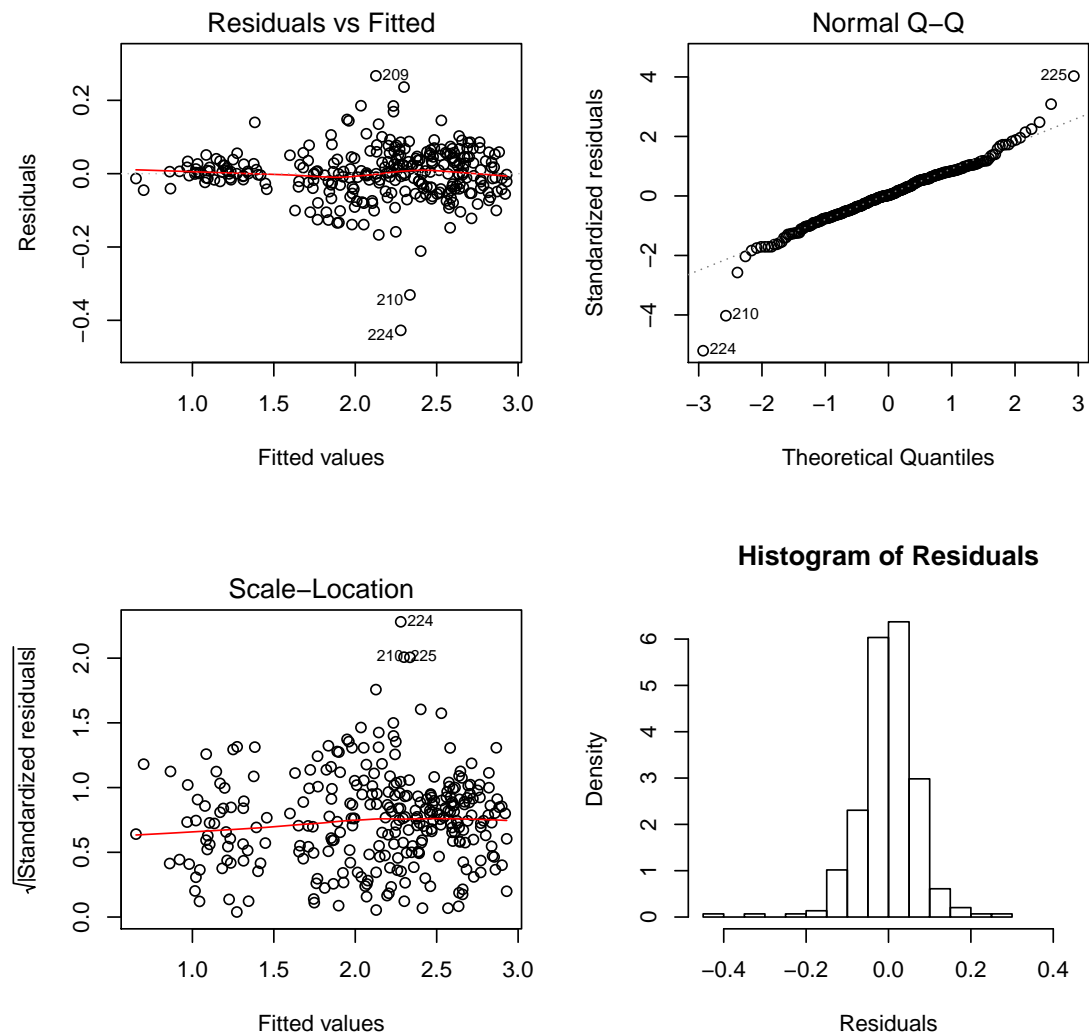 Residuals vs Fitted
Residuals
0.2
0.0
−0.2
−0.4
209
210
224
1.0 1.5 2.0 2.5 3.0
Fitted values
Normal Q−Q
Standardized residuals
4
2
0
−2
−4
225
210
224
−3 −2 −1 0 1 2 3
Theoretical Quantiles
Scale−Location
√|Standardized residuals|
2.0
1.5
1.0
0.5
0.0
224
210 225
1.0 1.5 2.0 2.5 3.0
Fitted values
Histogram of Residuals
Density
6
5
4
3
2
1
0
−0.4 −0.2 0.0 0.2 0.4
Residuals